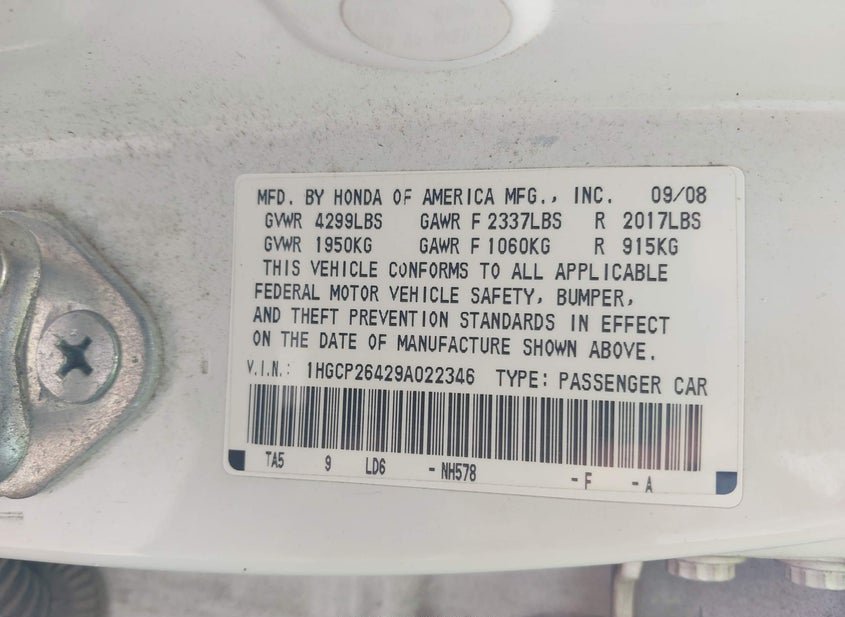 MFD. BY HONDA OF AMERICA MFG., INC. 09/08
GVWR 4299LBS GAWR F 2337LBS R 2017LBS
GVWR 1950KG GAWR F 1060KG R 915KG
THIS VEHICLE CONFORMS TO ALL APPLICABLE
FEDERAL MOTOR VEHICLE SAFETY, BUMPER,
AND THEFT PREVENTION STANDARDS IN EFFECT
ON THE DATE OF MANUFACTURE SHOWN ABOVE.
V.I.N.: 1HGCP26429A022346 TYPE: PASSENGER CAR
TA5 9 LD6 - NH578 - F - A